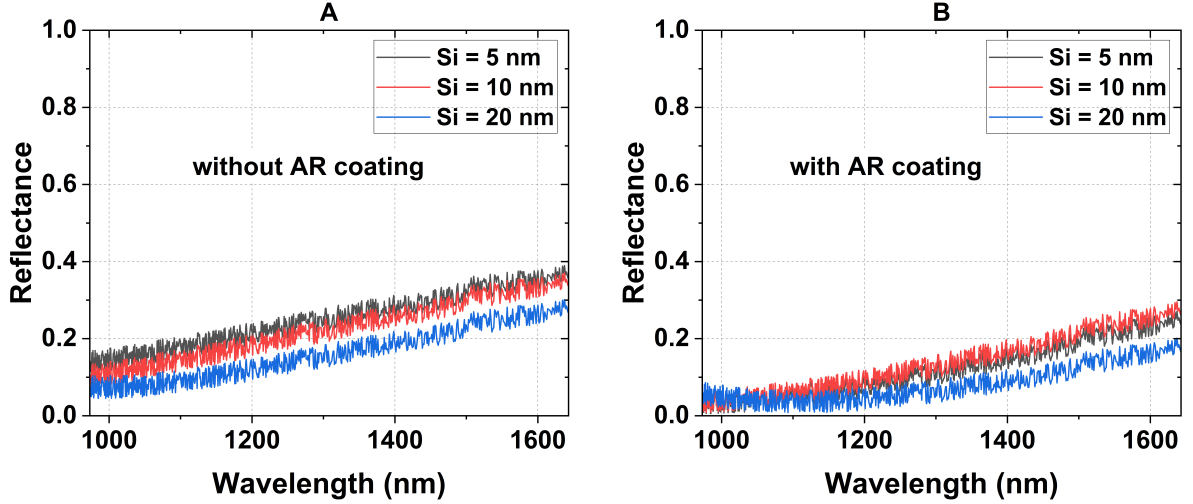 A
Reflectance
1.0
0.8
0.6
0.4
0.2
0.0
Si = 5 nm
Si = 10 nm
Si = 20 nm
without AR coating
1000 1200 1400 1600
Wavelength (nm)
B
Reflectance
1.0
0.8
0.6
0.4
0.2
0.0
Si = 5 nm
Si = 10 nm
Si = 20 nm
with AR coating
1000 1200 1400 1600
Wavelength (nm)